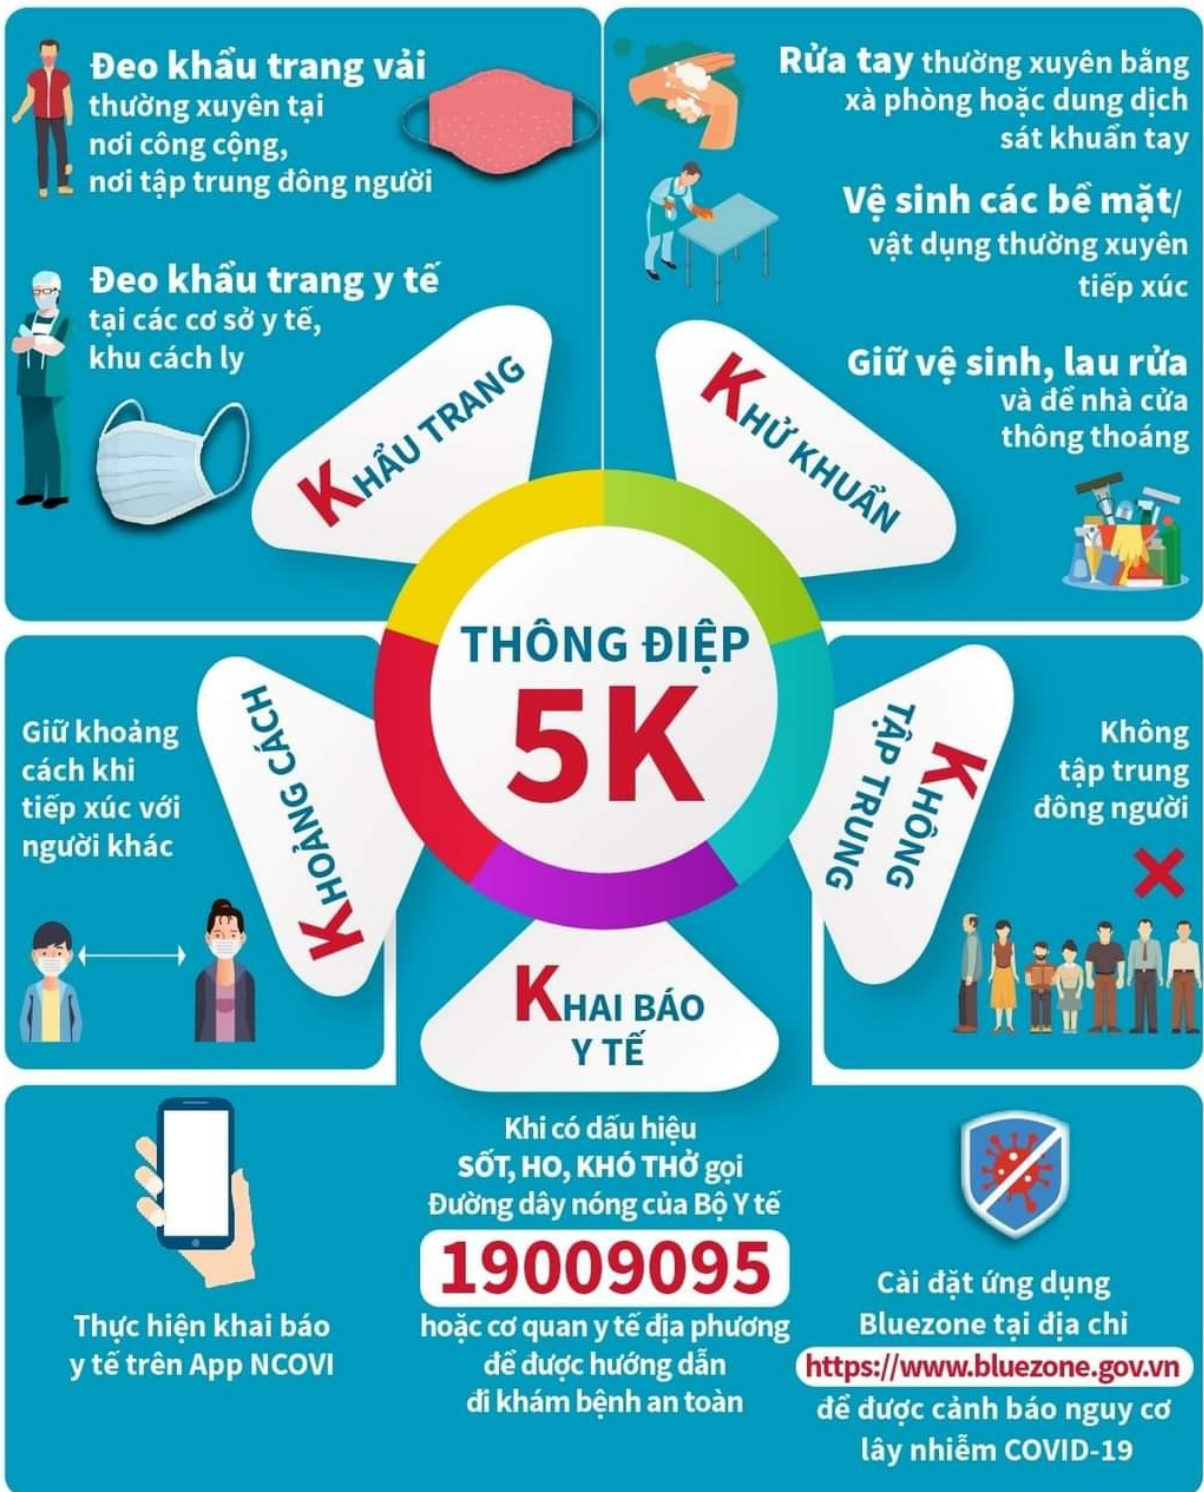 Đeo khẩu trang vải
thường xuyên tại
nơi công cộng,
nơi tập trung đông người
Đeo khẩu trang y tế
tại các cơ sở y tế,
khu cách ly
KHẨU TRANG
Rửa tay thường xuyên bằng
xà phòng hoặc dung dịch
sát khuẩn tay
Vệ sinh các bề mặt/
vật dụng thường xuyên
tiếp xúc
Giữ vệ sinh, lau rửa
và để nhà cửa
thông thoáng
KHỬ KHUẨN
THÔNG ĐIỆP
5K
Giữ khoảng
cách khi
tiếp xúc với
người khác
KHOẢNG CÁCH
KHÔNG
TẬP TRUNG
Không
tập trung
đông người
KHAI BÁO
Y TẾ
Thực hiện khai báo
y tế trên App NCOVI
Khi có dấu hiệu
SỐT, HO, KHÓ THỞ gọi
Đường dây nóng của Bộ Y tế
19009095
hoặc cơ quan y tế địa phương
để được hướng dẫn
đi khám bệnh an toàn
Cài đặt ứng dụng
Bluezone tại địa chỉ
https://www.bluezone.gov.vn
để được cảnh báo nguy cơ
lây nhiễm COVID-19